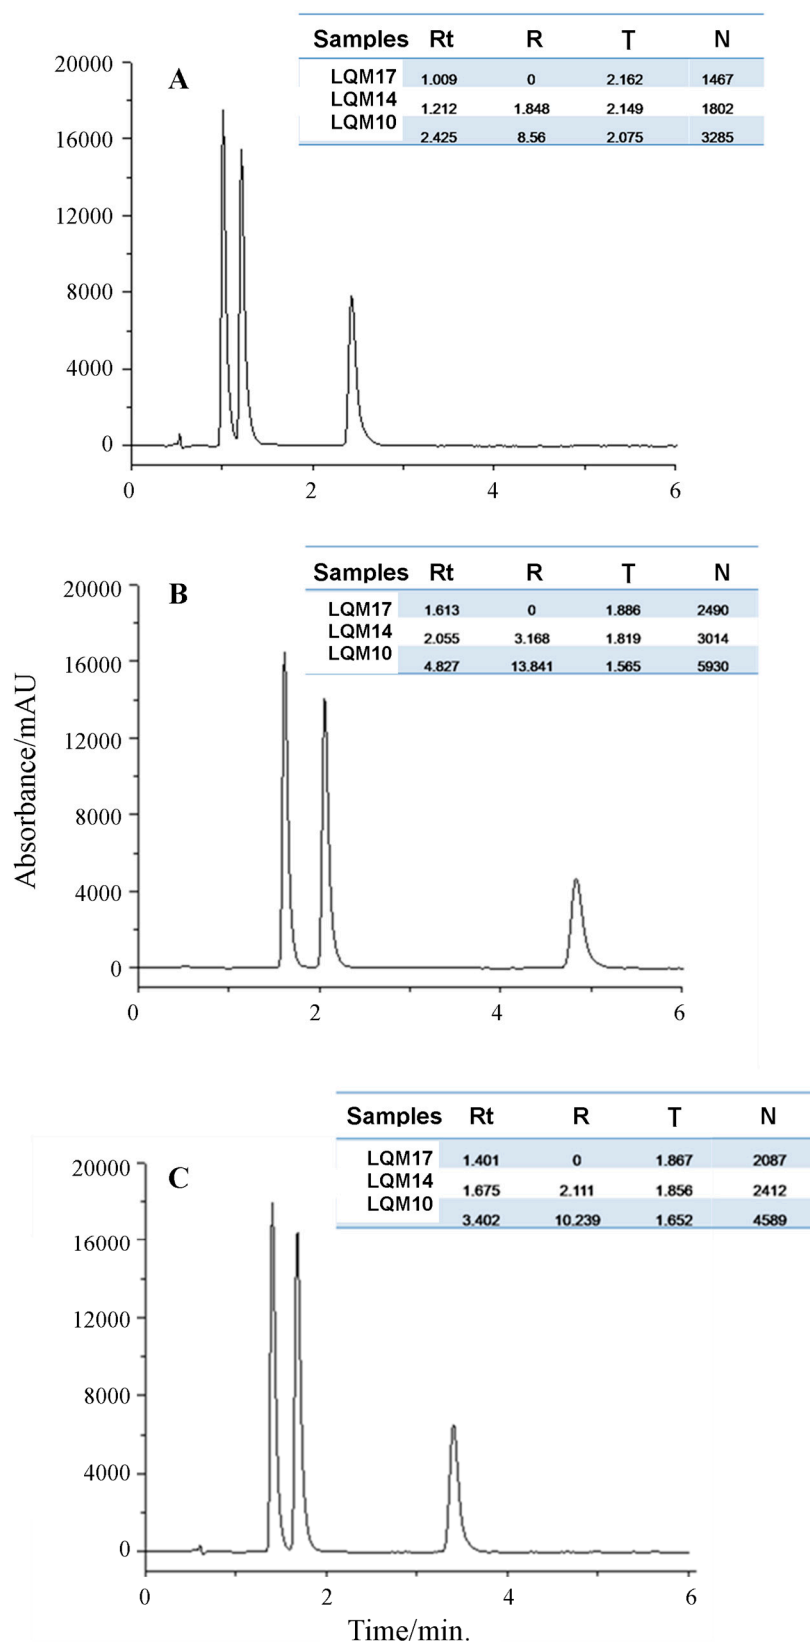 Samples Rt R T N
LQM17 1.009 0 2.162 1467
LQM14 1.212 1.848 2.149 1802
LQM10 2.425 8.56 2.075 3285
A
20000
16000
12000
8000
4000
0
0 2 4 6
Samples Rt R T N
LQM17 1.613 0 1.886 2490
LQM14 2.055 3.168 1.819 3014
LQM10 4.827 13.841 1.565 5930
B
20000
16000
12000
8000
4000
0
0 2 4 6
Absorbance/mAU
Samples Rt R T N
LQM17 1.401 0 1.867 2087
LQM14 1.675 2.111 1.856 2412
LQM10 3.402 10.239 1.652 4589
C
20000
16000
12000
8000
4000
0
0 2 4 6
Time/min.